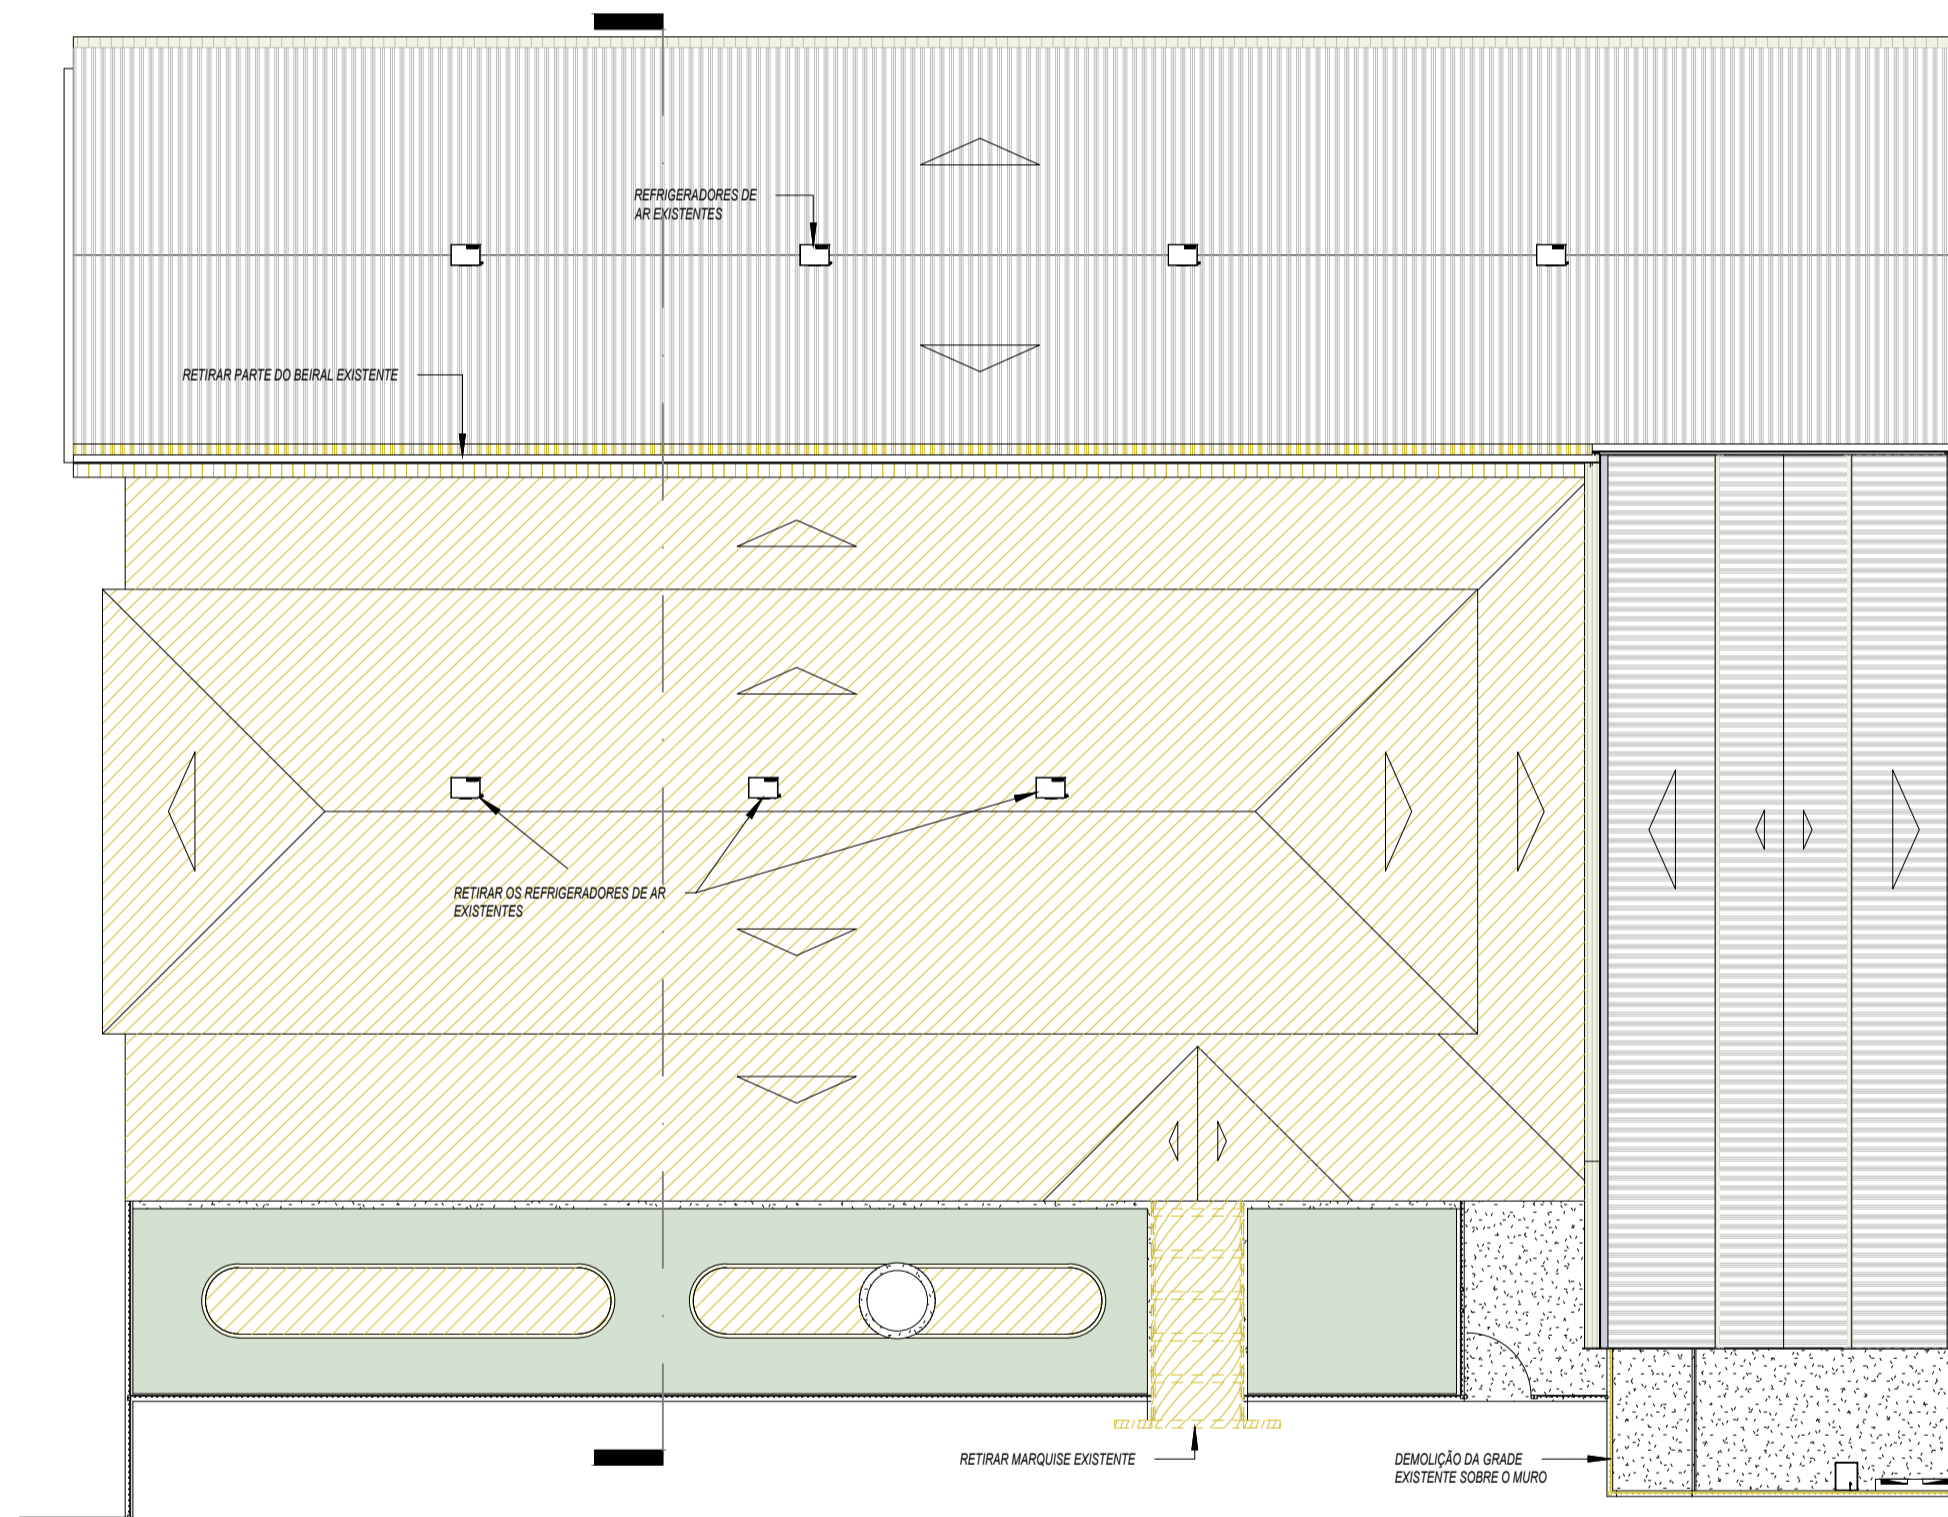 REFRIGERADORES DE
AR EXISTENTES
RETIRAR PARTE DO BEIRAL EXISTENTE
RETIRAR OS REFRIGERADORES DE AR
EXISTENTES
RETIRAR MARQUISE EXISTENTE
DEMOLIÇÃO DA GRADE
EXISTENTE SOBRE O MURO